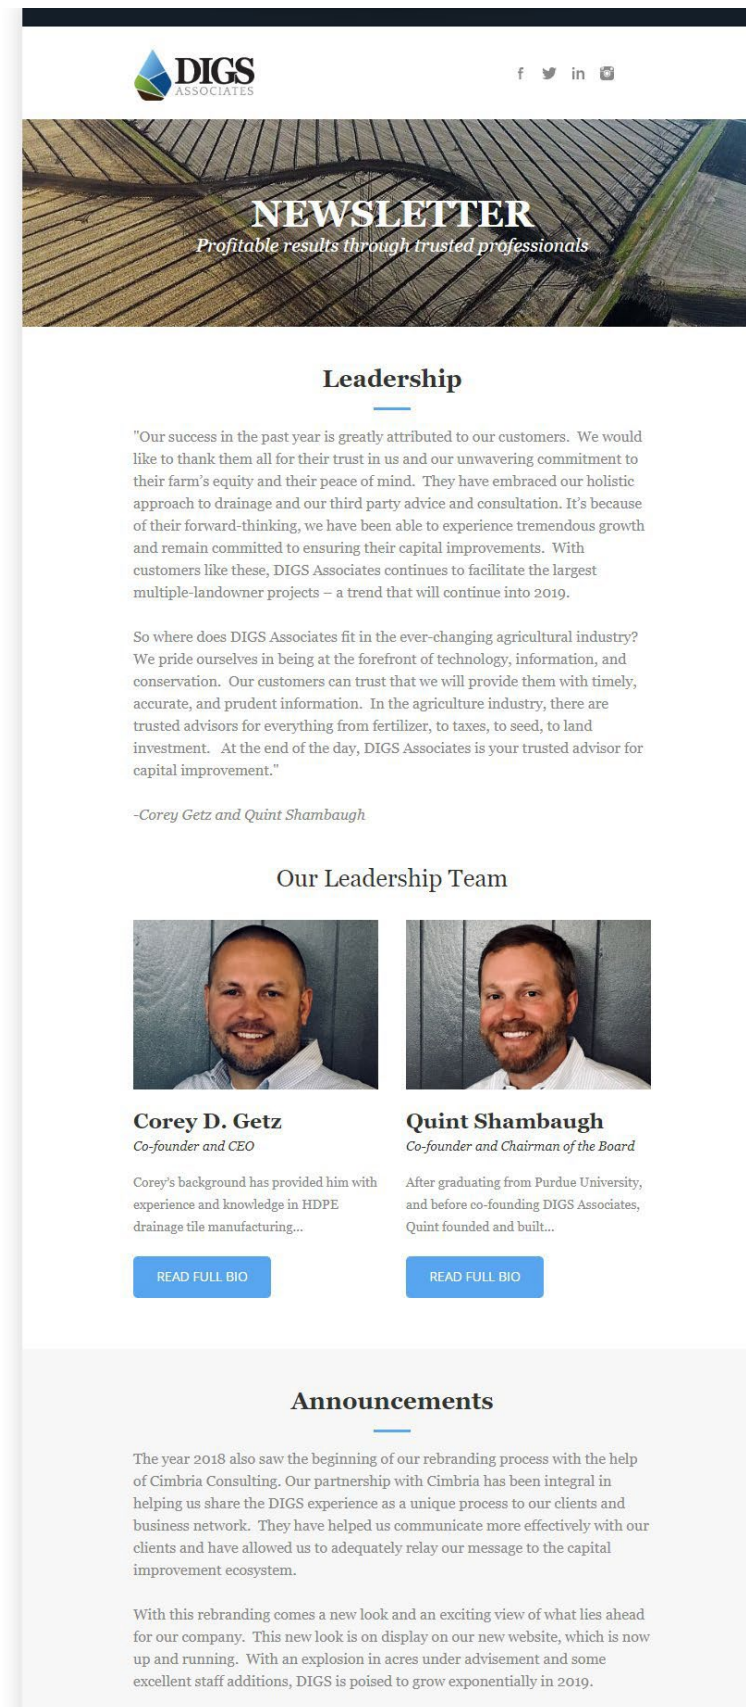 DIGS
ASSOCIATES
NEWSLETTER
Profitable results through trusted professionals
Leadership
"Our success in the past year is greatly attributed to our customers.  We would
like to thank them all for their trust in us and our unwavering commitment to
their farm's equity and their peace of mind.  They have embraced our holistic
approach to drainage and our third party advice and consultation. It's because
of their forward-thinking, we have been able to experience tremendous growth
and remain committed to ensuring their capital improvements.  With
customers like these, DIGS Associates continues to facilitate the largest
multiple-landowner projects – a trend that will continue into 2019.
So where does DIGS Associates fit in the ever-changing agricultural industry?
We pride ourselves in being at the forefront of technology, information, and
conservation.  Our customers can trust that we will provide them with timely,
accurate, and prudent information.  In the agriculture industry, there are
trusted advisors for everything from fertilizer, to taxes, to seed, to land
investment.   At the end of the day, DIGS Associates is your trusted advisor for
capital improvement."
-Corey Getz and Quint Shambaugh
Our Leadership Team
Corey D. Getz
Co-founder and CEO
Corey's background has provided him with
experience and knowledge in HDPE
drainage tile manufacturing...
READ FULL BIO
Quint Shambaugh
Co-founder and Chairman of the Board
After graduating from Purdue University,
and before co-founding DIGS Associates,
Quint founded and built...
READ FULL BIO
Announcements
The year 2018 also saw the beginning of our rebranding process with the help
of Cimbria Consulting. Our partnership with Cimbria has been integral in
helping us share the DIGS experience as a unique process to our clients and
business network.  They have helped us communicate more effectively with our
clients and have allowed us to adequately relay our message to the capital
improvement ecosystem.
With this rebranding comes a new look and an exciting view of what lies ahead
for our company.  This new look is on display on our new website, which is now
up and running.  With an explosion in acres under advisement and some
excellent staff additions, DIGS is poised to grow exponentially in 2019.